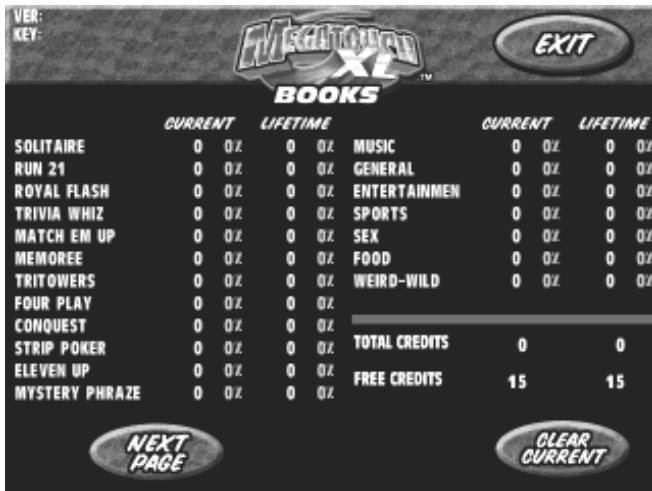 VER:
KEY:
MEGATOUCH
XL
™
EXIT
BOOKS
CURRENT LIFETIME
SOLITAIRE 0 0% 0 0%
RUN 21 0 0% 0 0%
ROYAL FLASH 0 0% 0 0%
TRIVIA WHIZ 0 0% 0 0%
MATCH EM UP 0 0% 0 0%
MEMOREE 0 0% 0 0%
TRITOWERS 0 0% 0 0%
FOUR PLAY 0 0% 0 0%
CONQUEST 0 0% 0 0%
STRIP POKER 0 0% 0 0%
ELEVEN UP 0 0% 0 0%
MYSTERY PHRAZE 0 0% 0 0%
CURRENT LIFETIME
MUSIC 0 0% 0 0%
GENERAL 0 0% 0 0%
ENTERTAINMEN 0 0% 0 0%
SPORTS 0 0% 0 0%
SEX 0 0% 0 0%
FOOD 0 0% 0 0%
WEIRD-WILD 0 0% 0 0%
TOTAL CREDITS 0 0
FREE CREDITS 15 15
NEXT
PAGE
CLEAR
CURRENT